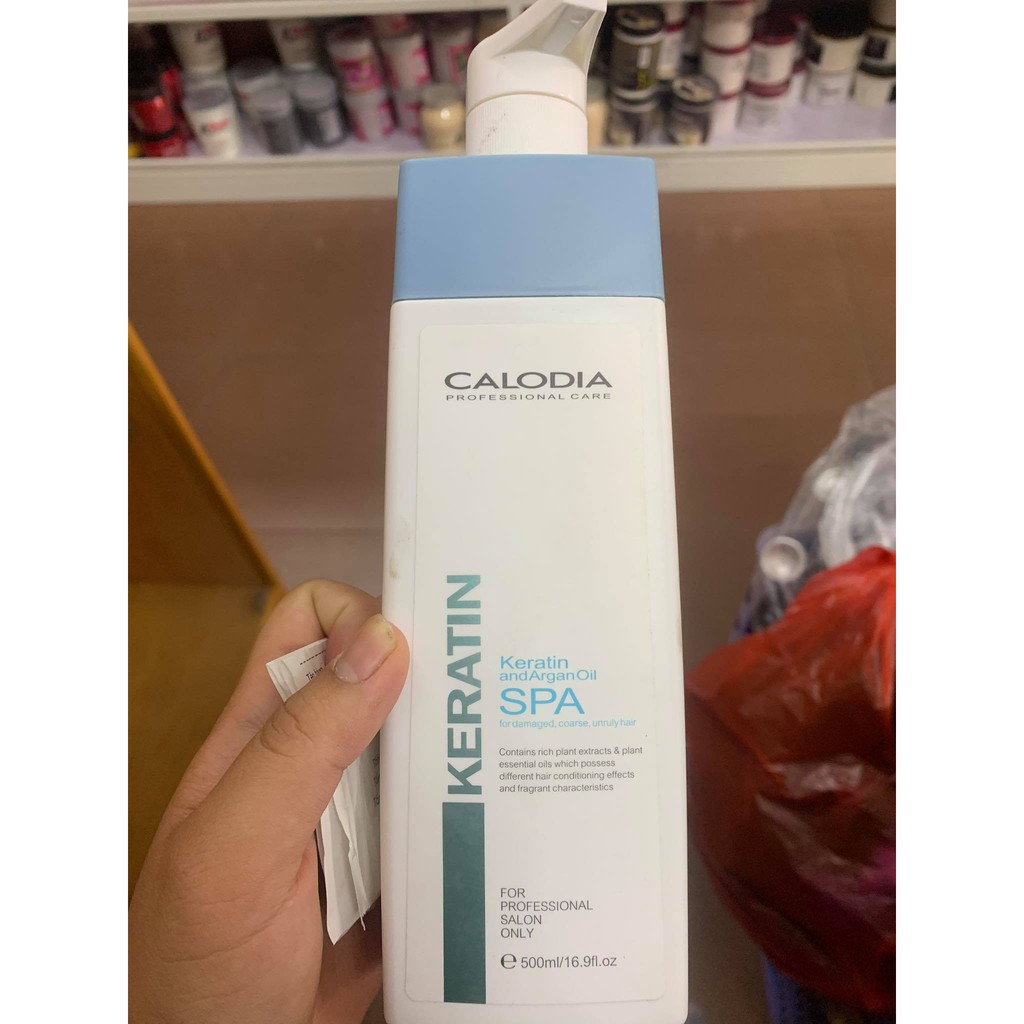 CALODIA
PROFESSIONAL CARE
KERATIN
Keratin
and Argan Oil
SPA
for damaged, coarse, unruly hair
Contains rich plant extracts & plant
essential oils which possess
different hair conditioning effects
and fragrant characteristics
FOR
PROFESSIONAL
SALON
ONLY
℮ 500ml/16.9fl.oz